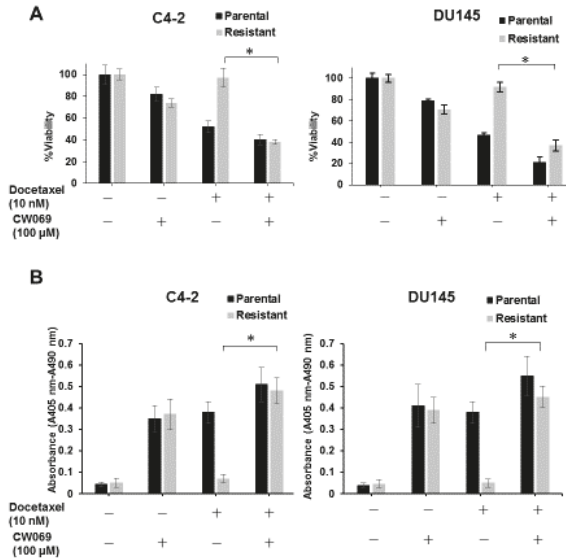 A
C4-2
Parental
Resistant
*
%Viability
100
80
60
40
20
0
Docetaxel (10 nM) – – + +
CW069 (100 µM) – + – +
DU145
Parental
Resistant
*
%Viability
100
80
60
40
20
0
– – + +
– + – +
B
C4-2
Parental
Resistant
*
Absorbance (A405 nm-A490 nm)
0.7
0.6
0.5
0.4
0.3
0.2
0.1
0
Docetaxel (10 nM) – – + +
CW069 (100 µM) – + – +
DU145
Parental
Resistant
*
Absorbance (A405 nm-A490 nm)
0.7
0.6
0.5
0.4
0.3
0.2
0.1
0
– – + +
– + – +